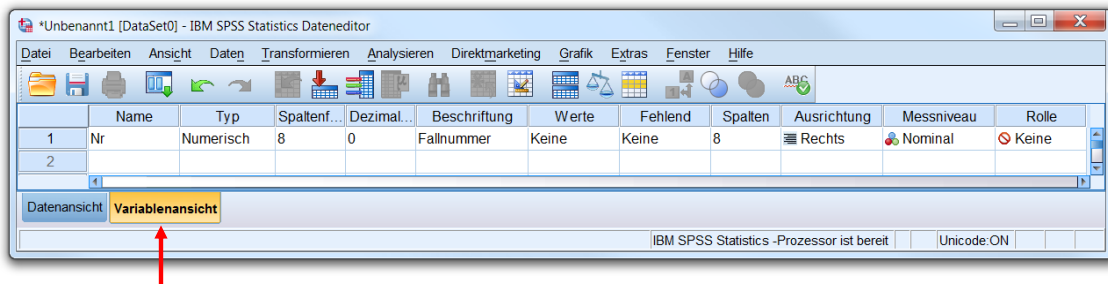 *Unbenannt1 [DataSet0] - IBM SPSS Statistics Dateneditor
Datei Bearbeiten Ansicht Daten Transformieren Analysieren Direktmarketing Grafik Extras Fenster Hilfe
Name Typ Spaltenf... Dezimal... Beschriftung Werte Fehlend Spalten Ausrichtung Messniveau Rolle
1 Nr Numerisch 8 0 Fallnummer Keine Keine 8 Rechts Nominal Keine
2
Datenansicht Variablenansicht
IBM SPSS Statistics -Prozessor ist bereit Unicode:ON